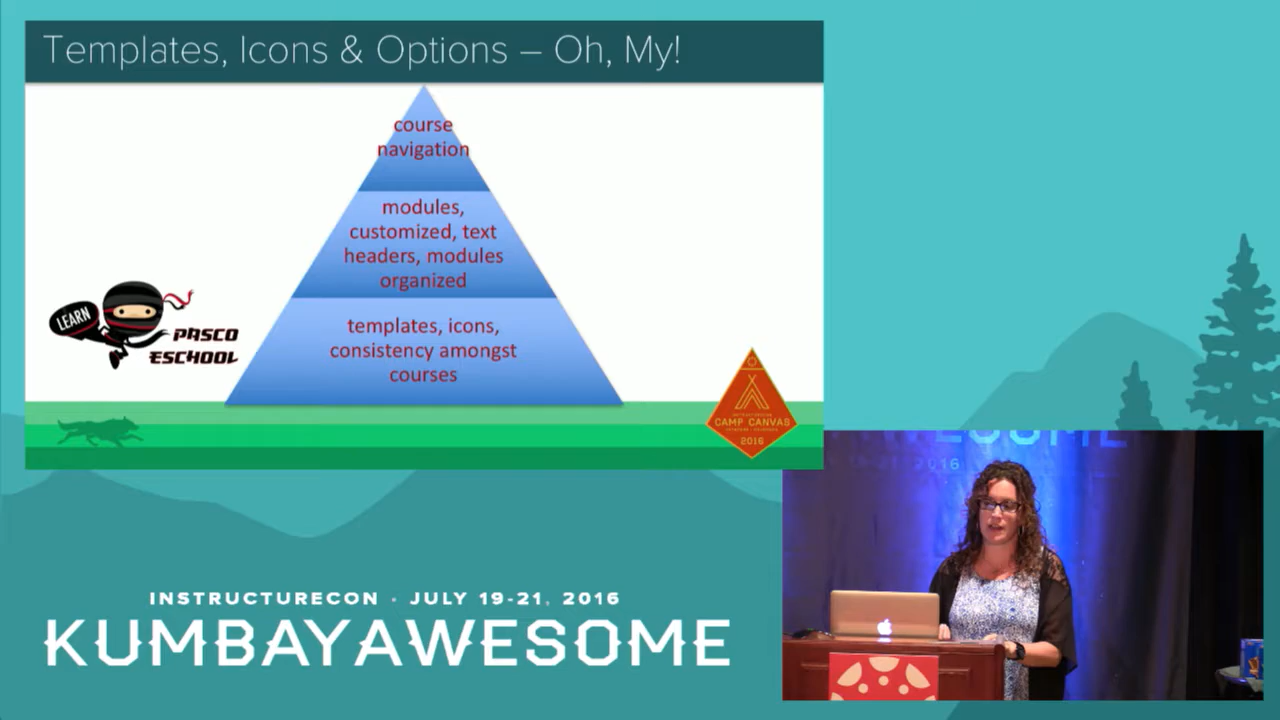 Templates, Icons & Options – Oh, My!
course
navigation
modules,
customized, text
headers, modules
organized
templates, icons,
consistency amongst
courses
LEARN
PASCO
ESCHOOL
CAMP CANVAS
2016
INSTRUCTURECON • JULY 19-21, 2016
KUMBAYAWESOME
2016